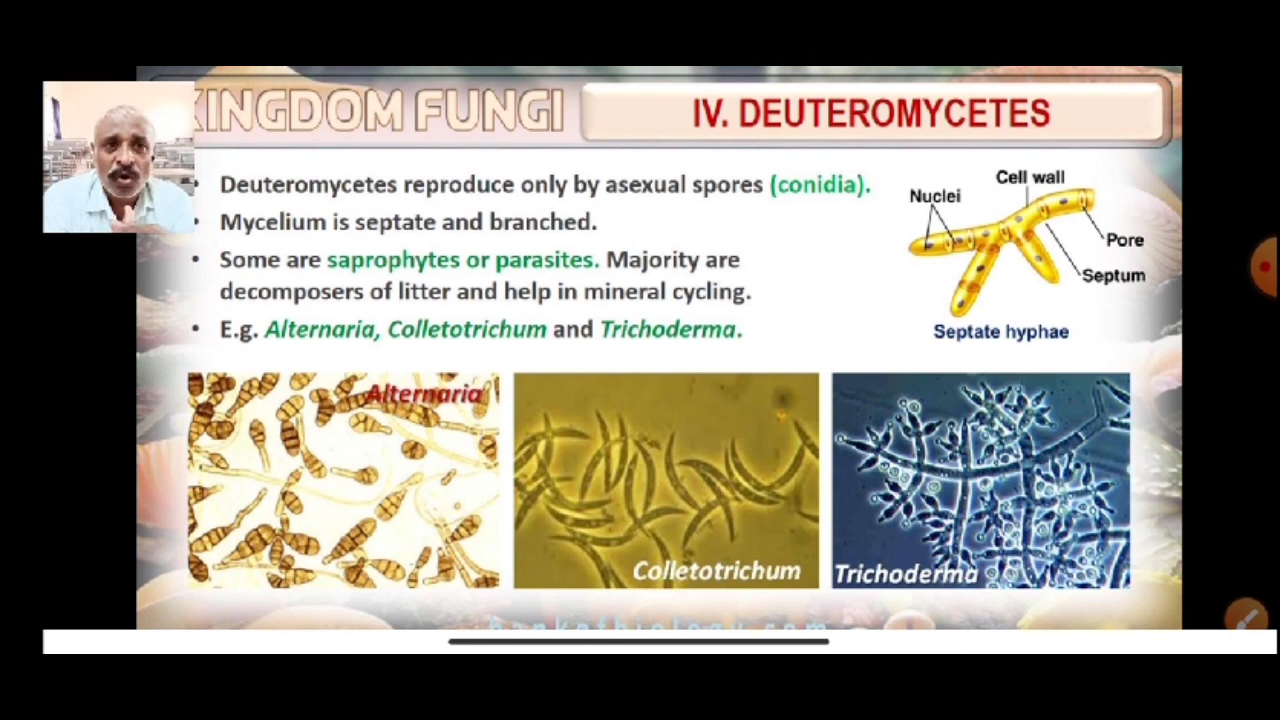 KINGDOM FUNGI
IV. DEUTEROMYCETES
• Deuteromycetes reproduce only by asexual spores (conidia).
• Mycelium is septate and branched.
• Some are saprophytes or parasites. Majority are
decomposers of litter and help in mineral cycling.
• E.g. Alternaria, Colletotrichum and Trichoderma.
Cell wall
Nuclei
Pore
Septum
Septate hyphae
Alternaria
Colletotrichum
Trichoderma